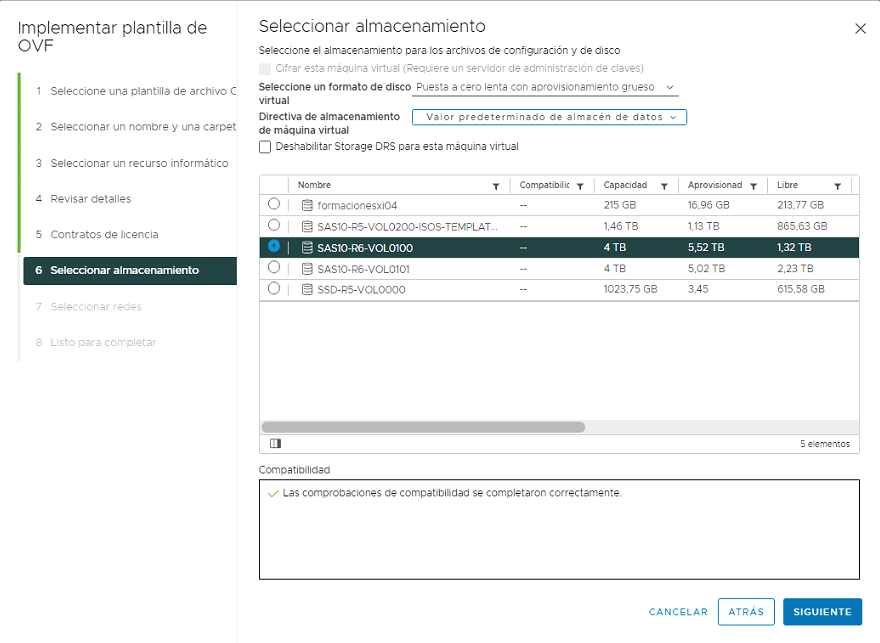 Implementar plantilla de
OVF
1 Seleccione una plantilla de archivo
2 Seleccionar un nombre y una carpet
3 Seleccionar un recurso informático
4 Revisar detalles
5 Contratos de licencia
6 Seleccionar almacenamiento
7 Seleccionar redes
8 Listo para completar
Seleccionar almacenamiento
Seleccione el almacenamiento para los archivos de configuración y de disco
Cifrar esta máquina virtual (Requiere un servidor de administración de claves)
Seleccione un formato de disco virtual Puesta a cero lenta con aprovisionamiento grueso
Directiva de almacenamiento de máquina virtual Valor predeterminado de almacén de datos
Deshabilitar Storage DRS para esta máquina virtual
Nombre Compatibilic Capacidad Aprovisionad Libre
formacionesxi04 -- 215 GB 16,96 GB 213,77 GB
SAS10-R5-VOL0200-ISOS-TEMPLAT... -- 1,46 TB 1,13 TB 865,63 GB
SAS10-R6-VOL0100 -- 4 TB 5,52 TB 1,32 TB
SAS10-R6-VOL0101 -- 4 TB 5,02 TB 2,23 TB
SSD-R5-VOL0000 -- 1023,75 GB 3,45 615,58 GB
5 elementos
Compatibilidad
Las comprobaciones de compatibilidad se completaron correctamente.
CANCELAR ATRÁS SIGUIENTE